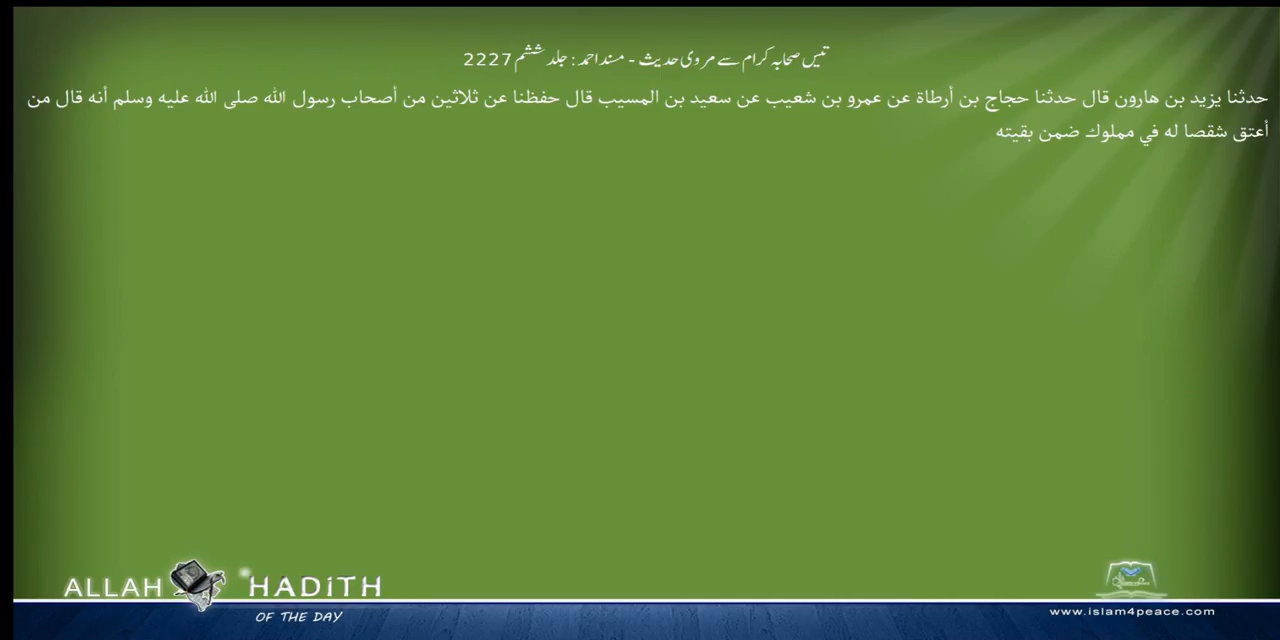 تیس صحابہ کرام سے مروی حدیث - مسند احمد : جلد ششم 2227
حدثنا يزيد بن هارون قال حدثنا حجاج بن أرطاة عن عمرو بن شعيب عن سعيد بن المسيب قال حفظنا عن ثلاثين من أصحاب رسول الله صلى الله عليه وسلم أنه قال من
أعتق شقصا له في مملوك ضمن بقيته
ALLAH HADITH
OF THE DAY
www.islam4peace.com